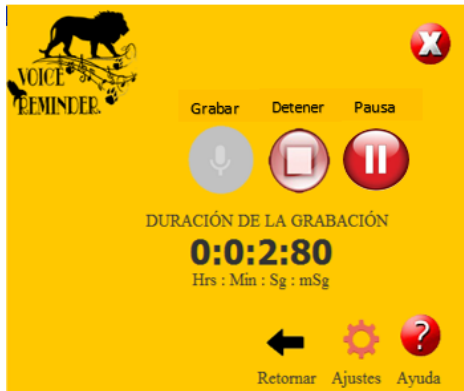 VOICE
REMINDER
Grabar Detener Pausa
DURACIÓN DE LA GRABACIÓN
0:0:2:80
Hrs : Min : Sg : mSg
?
Retornar Ajustes Ayuda